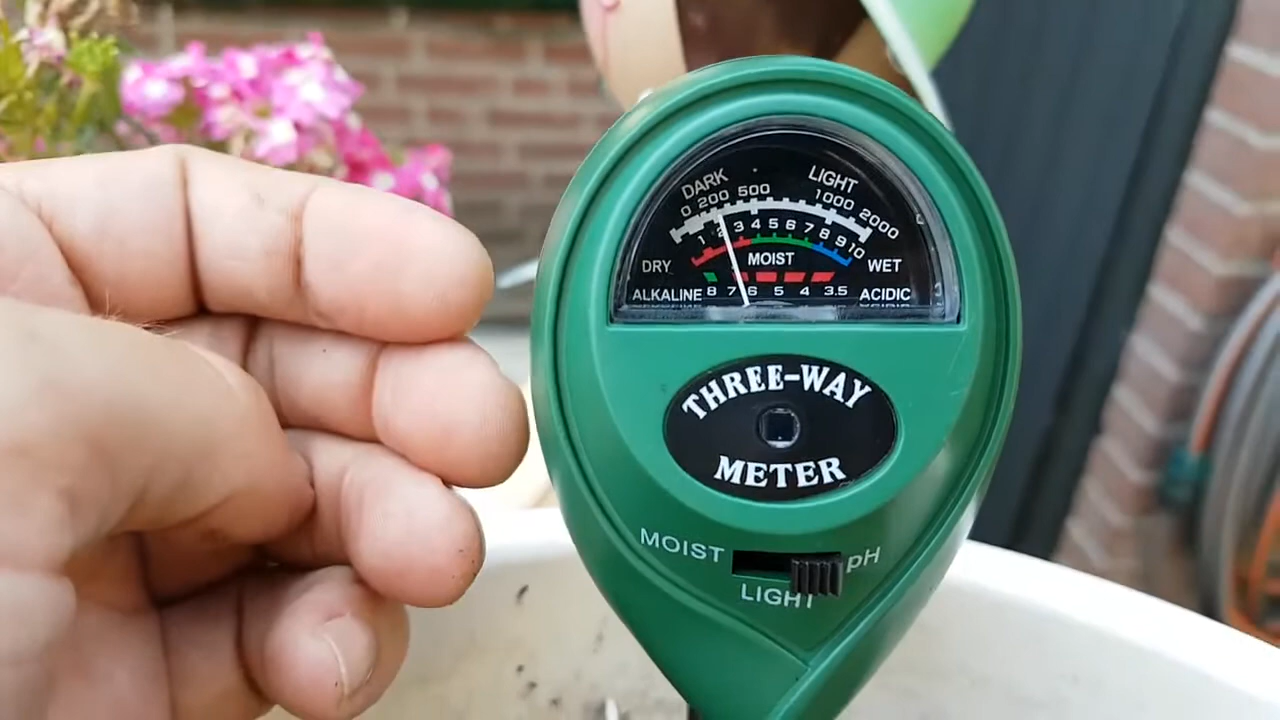 DARK LIGHT
0 200 500 1000 2000
1 2 3 4 5 6 7 8 9 10
DRY MOIST WET
ALKALINE 8 7 6 5 4 3.5 ACIDIC
THREE-WAY
METER
MOIST pH
LIGHT